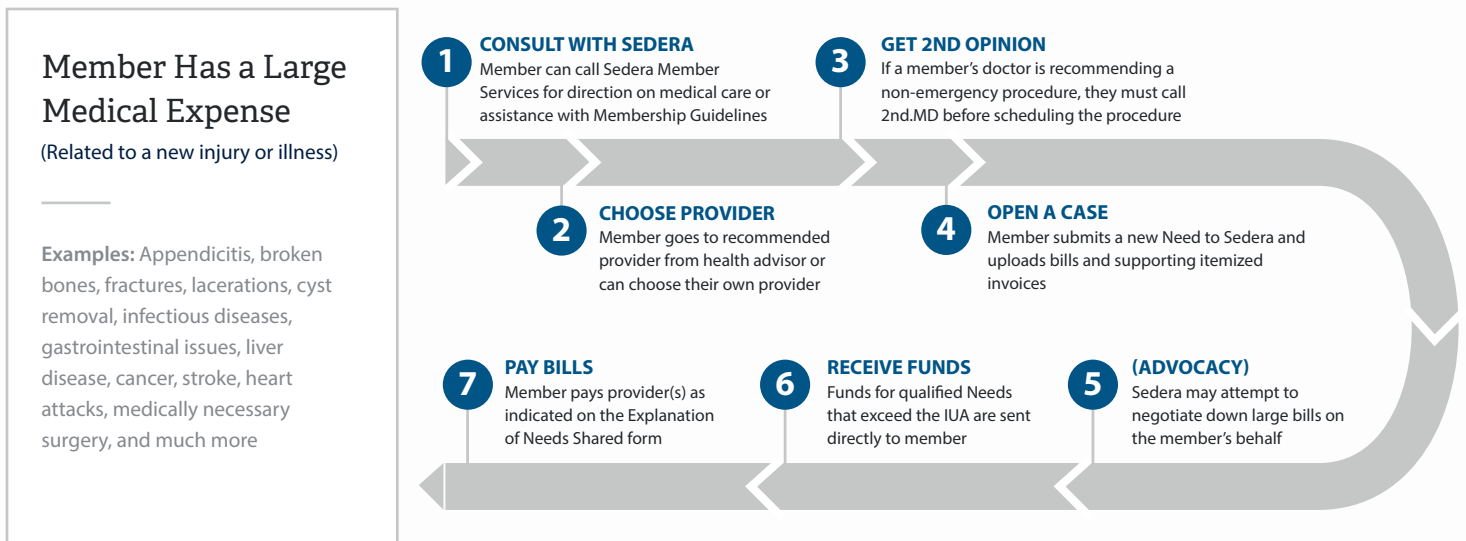 Member Has a Large
Medical Expense
(Related to a new injury or illness)
Examples: Appendicitis, broken
bones, fractures, lacerations, cyst
removal, infectious diseases,
gastrointestinal issues, liver
disease, cancer, stroke, heart
attacks, medically necessary
surgery, and much more
1
CONSULT WITH SEDERA
Member can call Sedera Member
Services for direction on medical care or
assistance with Membership Guidelines
2
CHOOSE PROVIDER
Member goes to recommended
provider from health advisor or
can choose their own provider
3
GET 2ND OPINION
If a member’s doctor is recommending a
non-emergency procedure, they must call
2nd.MD before scheduling the procedure
4
OPEN A CASE
Member submits a new Need to Sedera and
uploads bills and supporting itemized
invoices
5
(ADVOCACY)
Sedera may attempt to
negotiate down large bills on
the member’s behalf
6
RECEIVE FUNDS
Funds for qualified Needs
that exceed the IUA are sent
directly to member
7
PAY BILLS
Member pays provider(s) as
indicated on the Explanation
of Needs Shared form